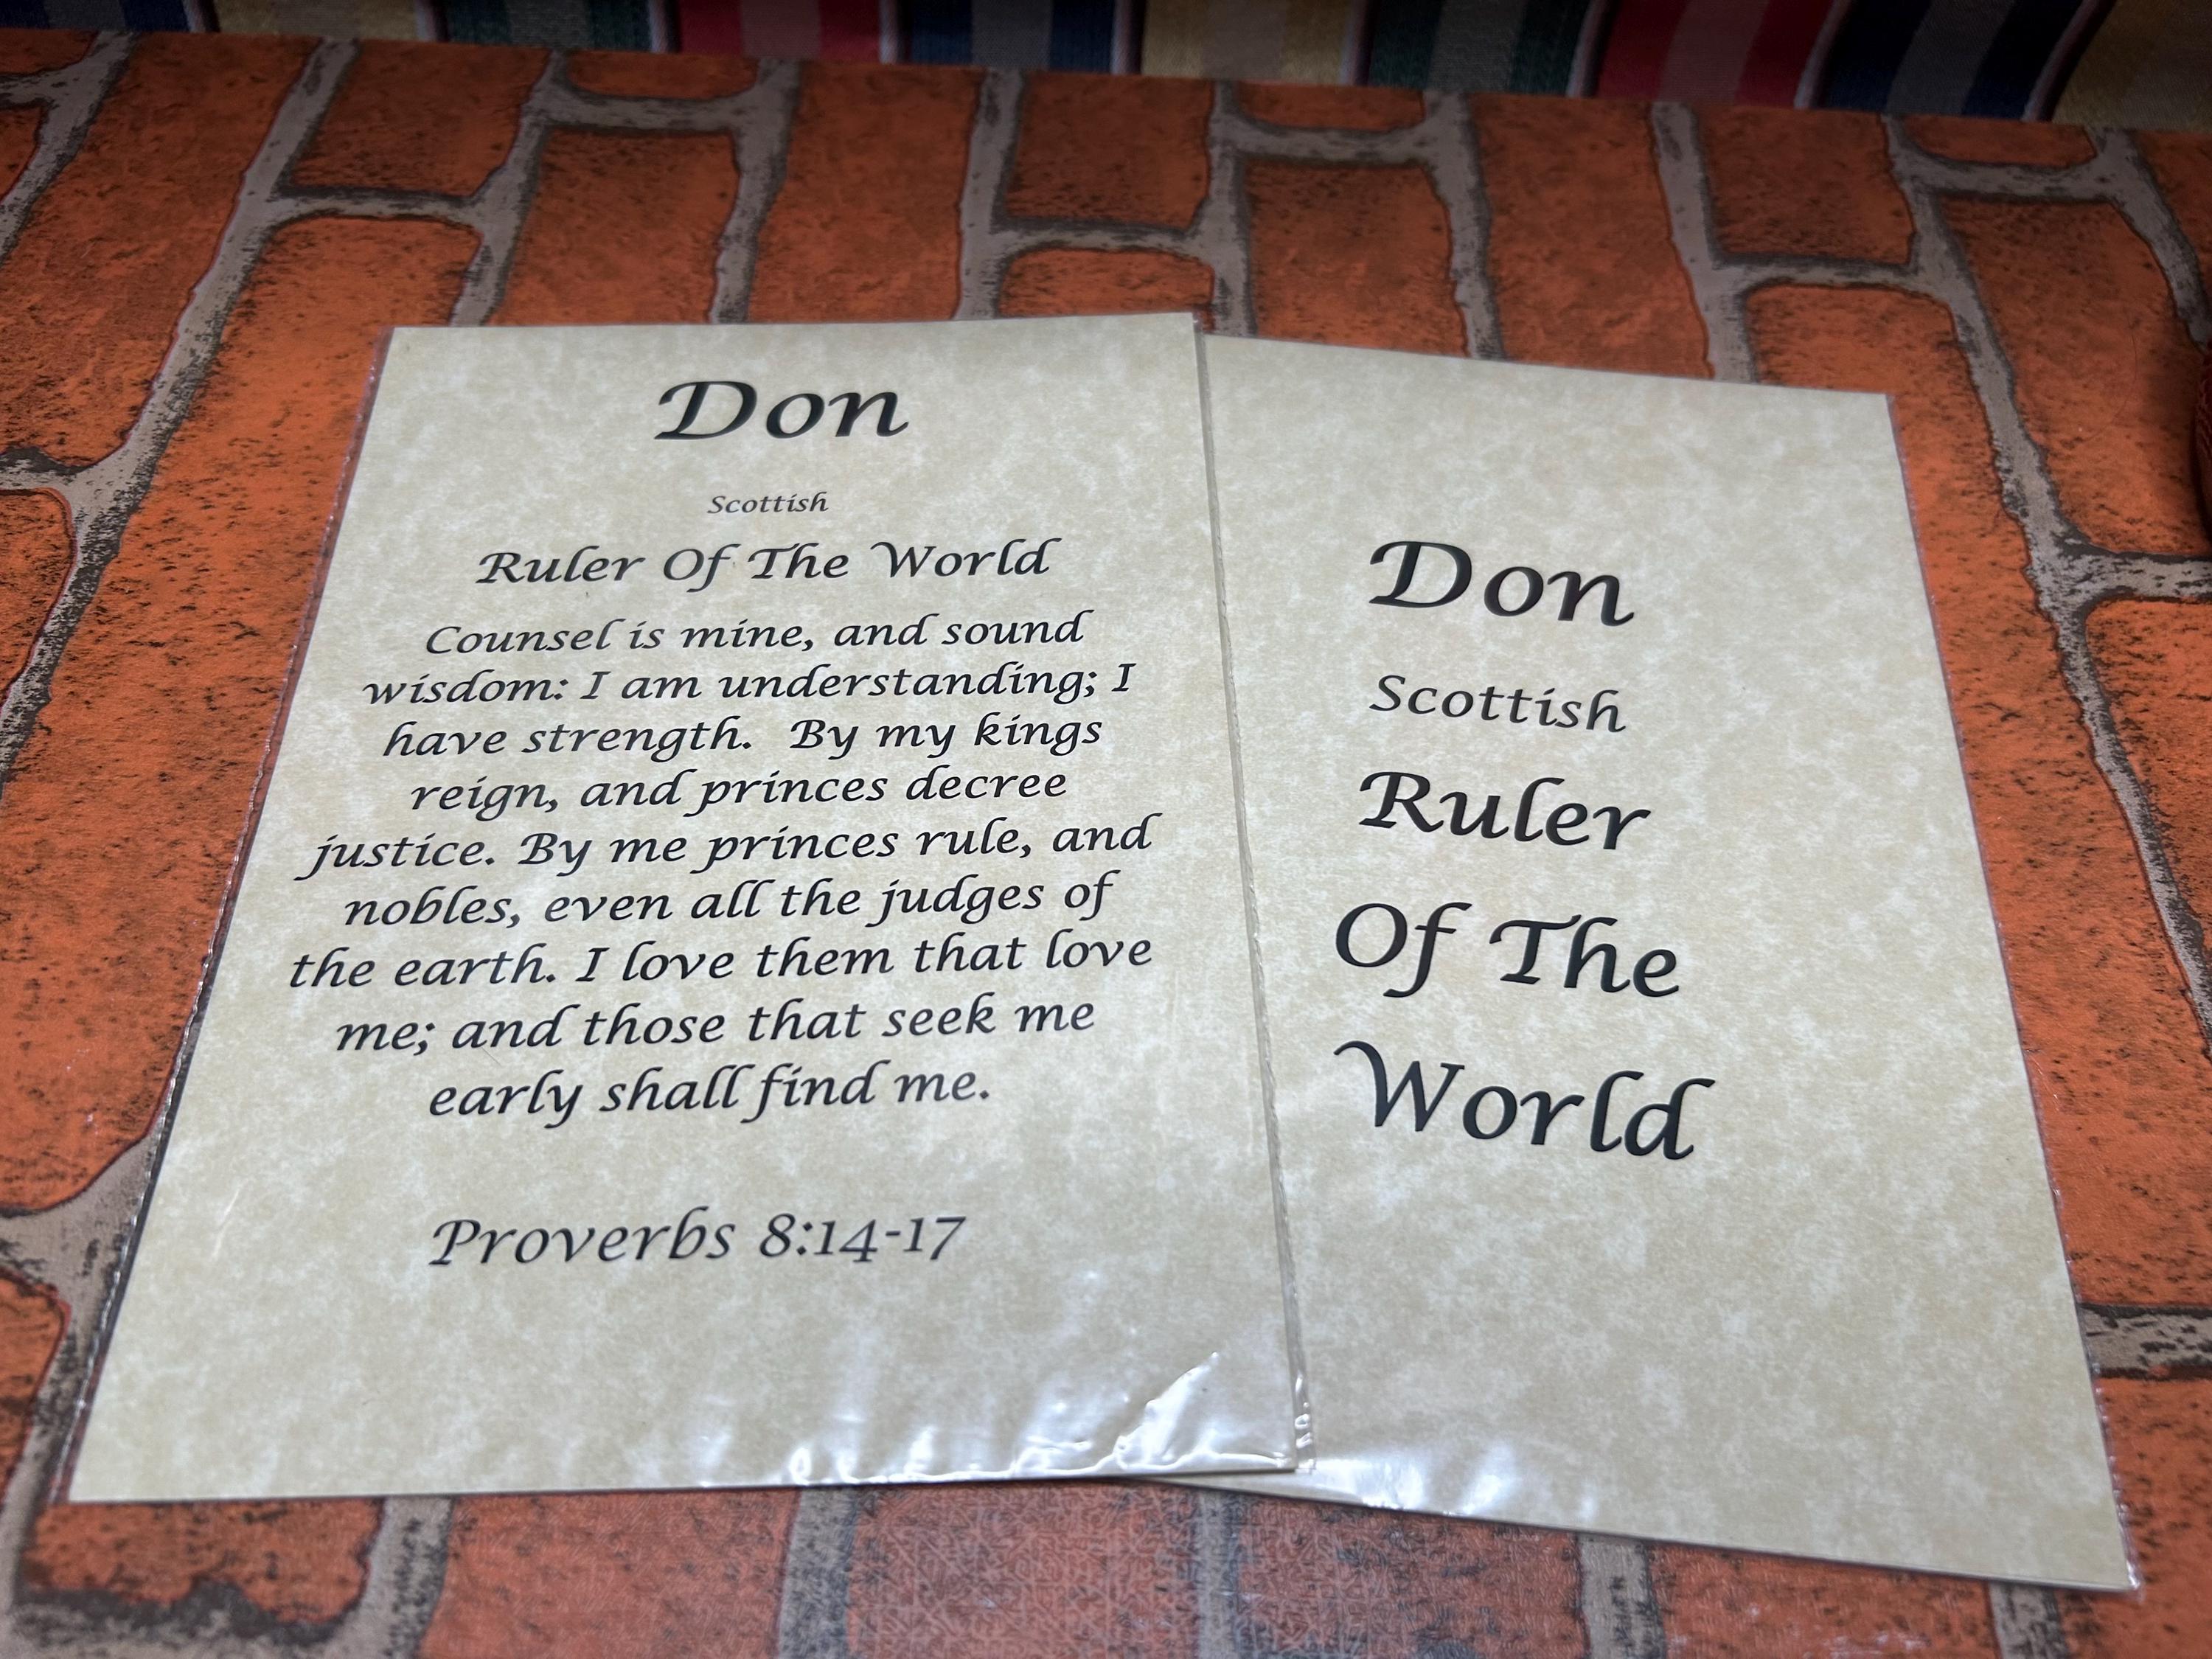 Don
Scottish
Ruler Of The World
Counsel is mine, and sound
wisdom: I am understanding; I
have strength.  By my kings
reign, and princes decree
justice. By me princes rule, and
nobles, even all the judges of
the earth. I love them that love
me; and those that seek me
early shall find me.
Proverbs 8:14-17
Don
Scottish
Ruler
Of The
World